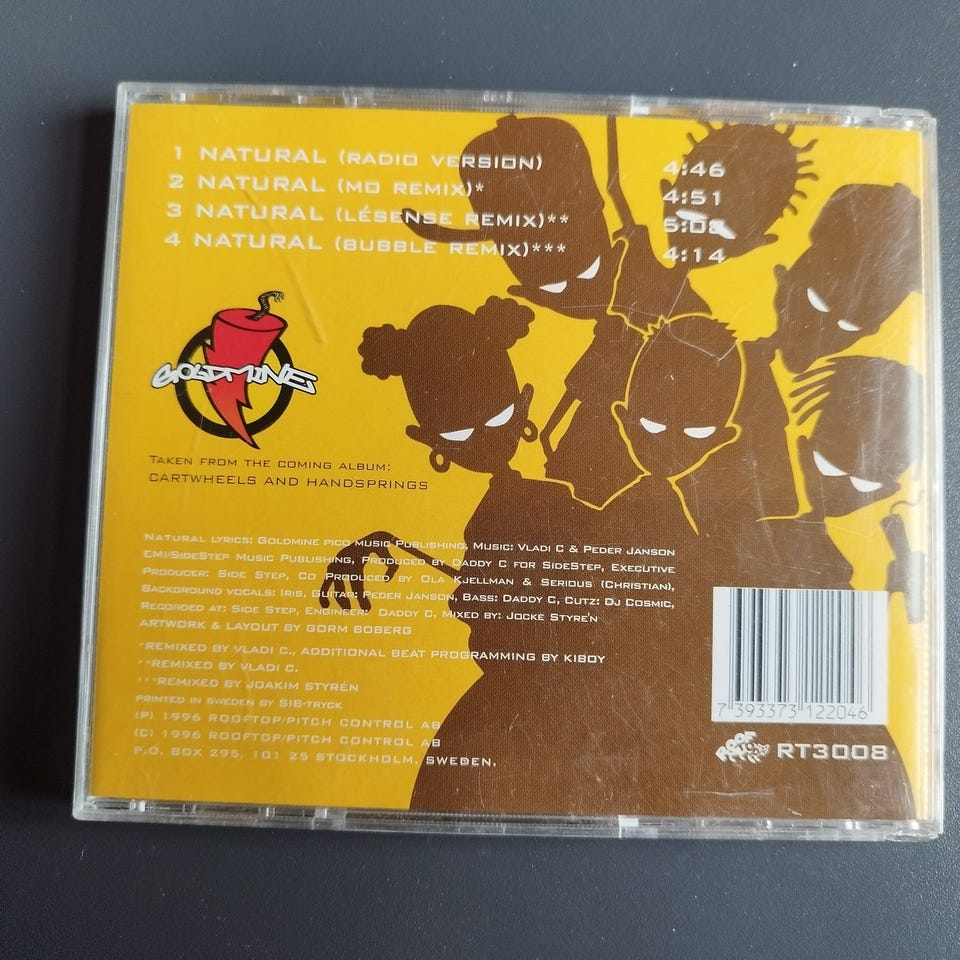 1 NATURAL (RADIO VERSION) 4:46
2 NATURAL (MD REMIX)* 4:51
3 NATURAL (LÉSENSE REMIX)** 5:08
4 NATURAL (BUBBLE REMIX)*** 4:14
GOLDMINE
TAKEN FROM THE COMING ALBUM:
CARTWHEELS AND HANDSPRINGS
NATURAL LYRICS: GOLDMINE PICO MUSIC PUBLISHING, MUSIC: VLADI C & PEDER JANSON
EMI/SIDESTEP MUSIC PUBLISHING, PRODUCED BY DADDY C FOR SIDESTEP, EXECUTIVE
PRODUCER: SIDE STEP, CO PRODUCED BY OLA KJELLMAN & SERIOUS (CHRISTIAN),
BACKGROUND VOCALS: IRIS, GUITAR: PEDER JANSON, BASS: DADDY C, CUTZ: DJ COSMIC,
RECORDED AT: SIDE STEP, ENGINEER: DADDY C, MIXED BY: JOCKE STYRE'N
ARTWORK & LAYOUT BY GORM BOBERG
*REMIXED BY VLADI C., ADDITIONAL BEAT PROGRAMMING BY KIBOY
**REMIXED BY VLADI C.
***REMIXED BY JOAKIM STYRÉN
PRINTED IN SWEDEN BY SIB-TRYCK
(P) 1996 ROOFTOP/PITCH CONTROL AB
(C) 1996 ROOFTOP/PITCH CONTROL AB
P.O. BOX 295, 101 25 STOCKHOLM, SWEDEN.
7 393373 122046
RT3008